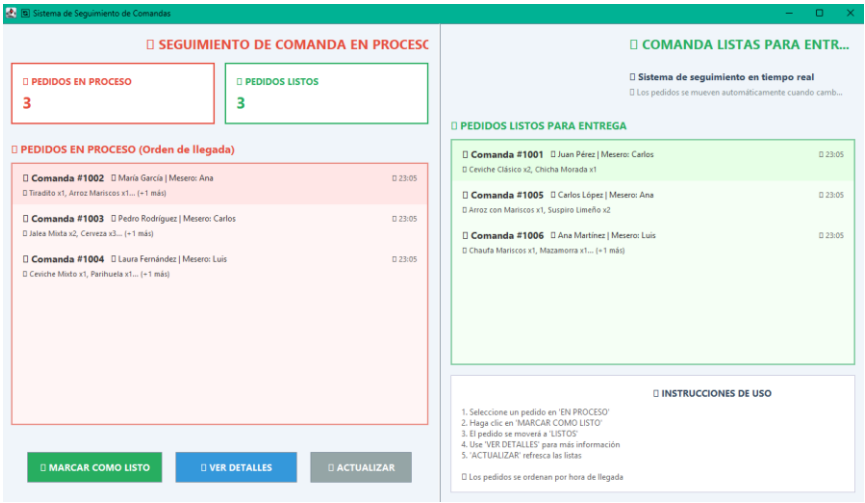 Sistema de Seguimiento de Comandas
SEGUIMIENTO DE COMANDA EN PROCESC
PEDIDOS EN PROCESO
3
PEDIDOS LISTOS
3
PEDIDOS EN PROCESO (Orden de llegada)
Comanda #1002 María García | Mesero: Ana 23:05
Tiradito x1, Arroz Mariscos x1... (+1 más)
Comanda #1003 Pedro Rodríguez | Mesero: Carlos 23:05
Jalea Mixta x2, Cerveza x3... (+1 más)
Comanda #1004 Laura Fernández | Mesero: Luis 23:05
Ceviche Mixto x1, Parihuela x1... (+1 más)
MARCAR COMO LISTO
VER DETALLES
ACTUALIZAR
COMANDA LISTAS PARA ENTR...
Sistema de seguimiento en tiempo real
Los pedidos se mueven automáticamente cuando camb...
PEDIDOS LISTOS PARA ENTREGA
Comanda #1001 Juan Pérez | Mesero: Carlos 23:05
Ceviche Clásico x2, Chicha Morada x1
Comanda #1005 Carlos López | Mesero: Ana 23:05
Arroz con Mariscos x1, Suspiro Limeño x2
Comanda #1006 Ana Martínez | Mesero: Luis 23:05
Chaufa Mariscos x1, Mazamorra x1... (+1 más)
INSTRUCCIONES DE USO
1. Seleccione un pedido en 'EN PROCESO'
2. Haga clic en 'MARCAR COMO LISTO'
3. El pedido se moverá a 'LISTOS'
4. Use 'VER DETALLES' para más información
5. 'ACTUALIZAR' refresca las listas
Los pedidos se ordenan por hora de llegada